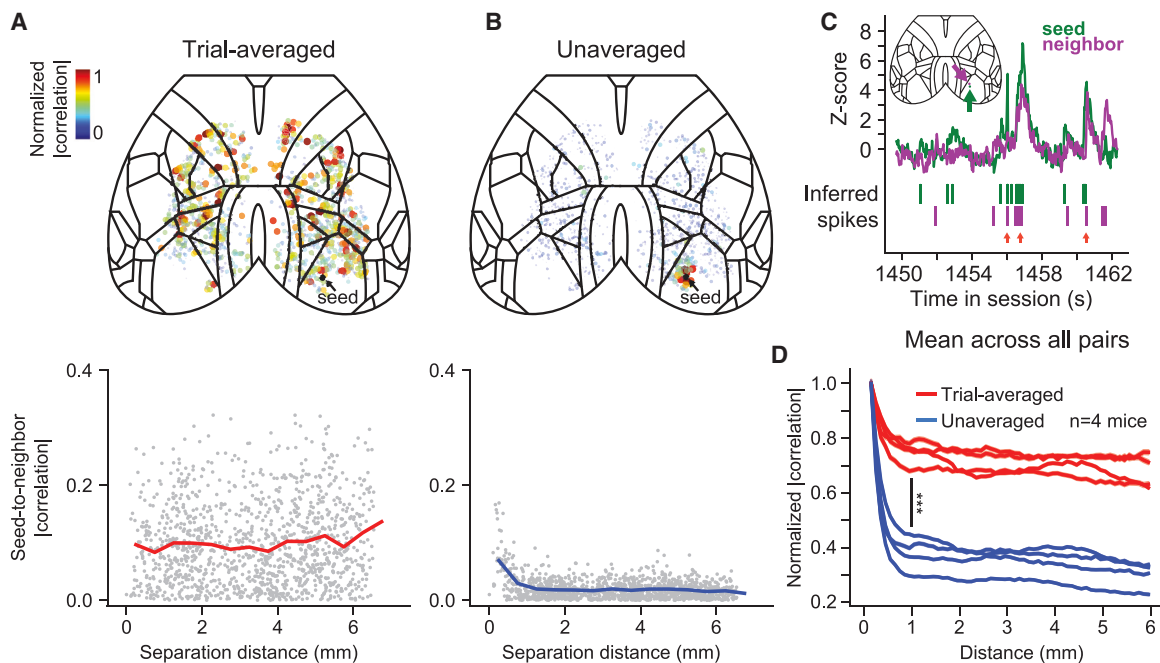 A
Trial-averaged
Normalized
|correlation|
1
0
seed
B
Unaveraged
seed
C
seed
neighbor
Z-score
8
6
4
2
0
Inferred
spikes
1450
1454
1458
1462
Time in session (s)
Seed-to-neighbor
|correlation|
0.4
0.2
0.0
0
2
4
6
Separation distance (mm)
0.4
0.2
0.0
0
2
4
6
Separation distance (mm)
D
Mean across all pairs
Trial-averaged
Unaveraged
n=4 mice
***
Normalized |correlation|
1.0
0.8
0.6
0.4
0.2
0
1
2
3
4
5
6
Distance (mm)